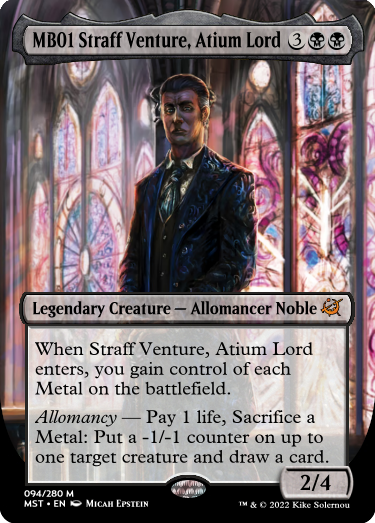 MB01 Straff Venture, Atium Lord 3
Legendary Creature — Allomancer Noble
When Straff Venture, Atium Lord
enters, you gain control of each
Metal on the battlefield.
Allomancy — Pay 1 life, Sacrifice a
Metal: Put a -1/-1 counter on up to
one target creature and draw a card.
2/4
094/280 M
MST • EN Micah Epstein
™ & © 2022 Kike Solernou